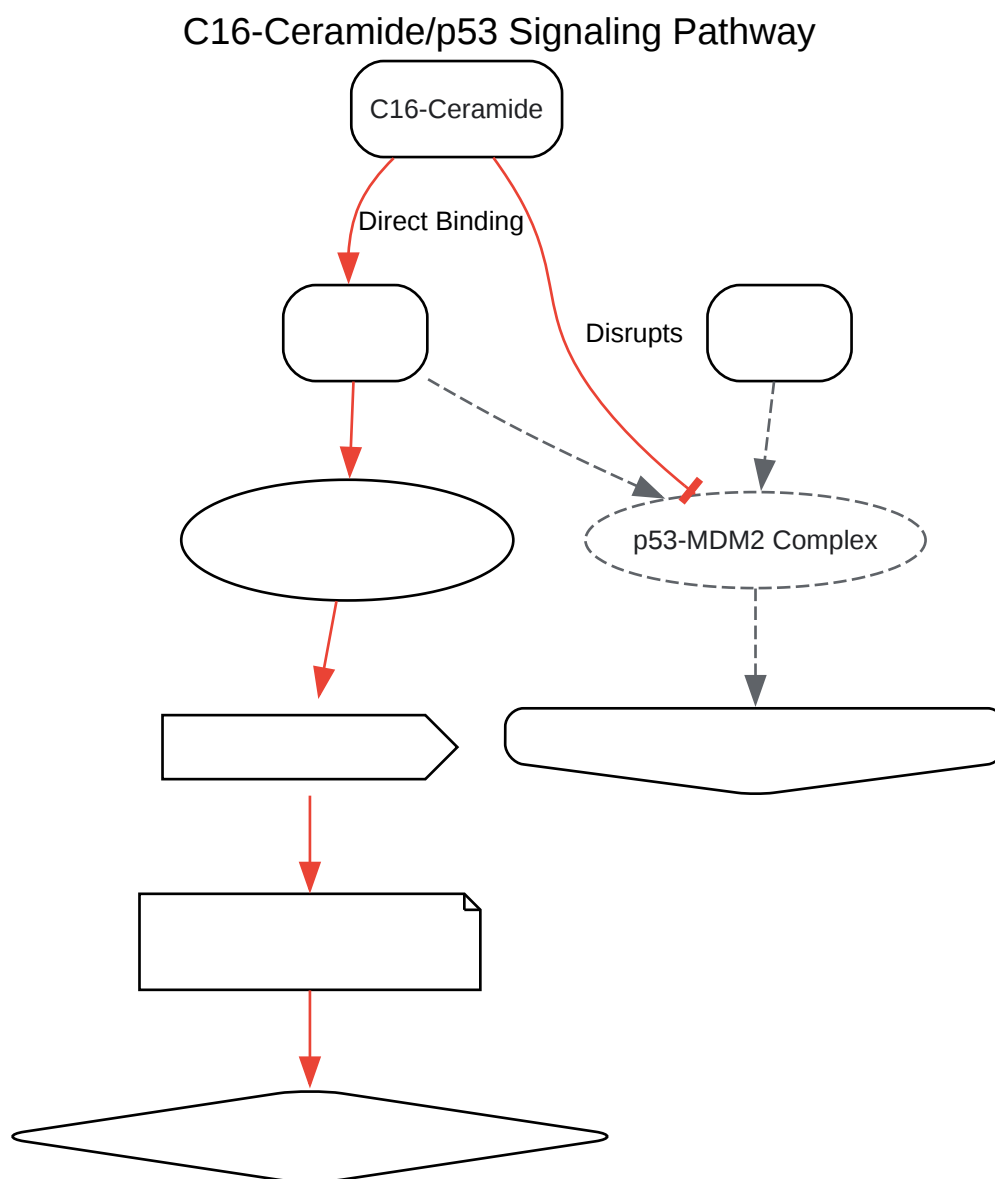 C16-Ceramide/p53 Signaling Pathway
C16-Ceramide
Direct Binding
Disrupts
p53-MDM2 Complex